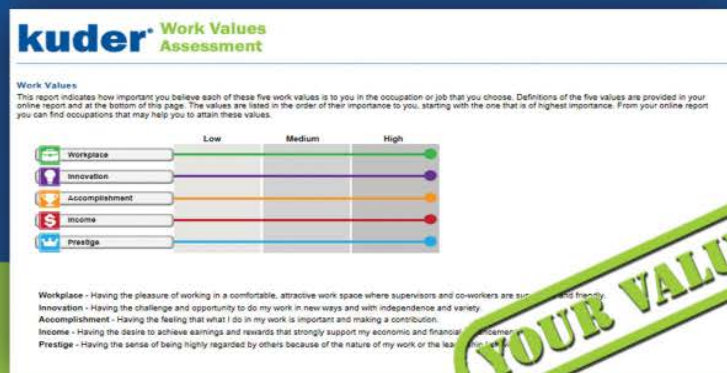 kuder® Work Values
Assessment
Work Values
This report indicates how important you believe each of these five work values is to you in the occupation or job that you choose. Definitions of the five values are provided in your
online report and at the bottom of this page. The values are listed in the order of their importance to you, starting with the one that is of highest importance. From your online report
you can find occupations that may help you to attain these values.
Low Medium High
Workplace
Innovation
Accomplishment
Income
Prestige
Workplace - Having the pleasure of working in a comfortable, attractive work space where supervisors and co-workers are and friendly.
Innovation - Having the challenge and opportunity to do my work in new ways and with independence and variety.
Accomplishment - Having the feeling that what I do in my work is important and making a contribution.
Income - Having the desire to achieve earnings and rewards that strongly support my economic and financial
Prestige - Having the sense of being highly regarded by others because of the nature of my work or the
YOUR VALU